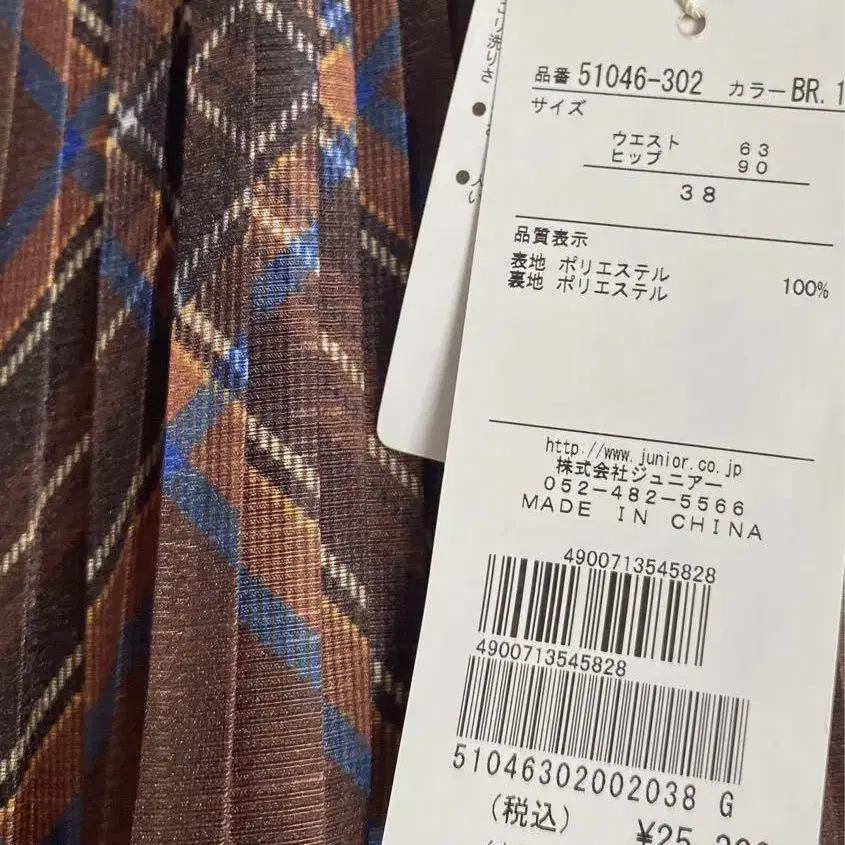 品番 51046-302 カラーBR. 1
サイズ
ウエスト 63
ヒップ 90
38
品質表示
表地 ポリエステル
裏地 ポリエステル 100%
http://www.junior.co.jp
株式会社ジュニアー
052-482-5566
MADE IN CHINA
4900713545828
4900713545828
51046302002038 G
(税込) ¥25,